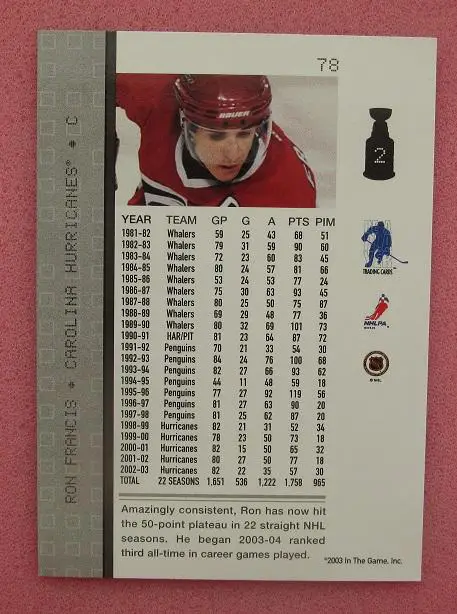 78
BAUER
2
RON FRANCIS • CAROLINA HURRICANES® • C
YEAR TEAM GP G A PTS PIM
1981-82 Whalers 59 25 43 68 51
1982-83 Whalers 79 31 59 90 60
1983-84 Whalers 72 23 60 83 45
1984-85 Whalers 80 24 57 81 66
1985-86 Whalers 53 24 53 77 24
1986-87 Whalers 75 30 63 93 45
1987-88 Whalers 80 25 50 75 87
1988-89 Whalers 69 29 48 77 36
1989-90 Whalers 80 32 69 101 73
1990-91 HAR/PIT 81 23 64 87 72
1991-92 Penguins 70 21 33 54 30
1992-93 Penguins 84 24 76 100 68
1993-94 Penguins 82 27 66 93 62
1994-95 Penguins 44 11 48 59 18
1995-96 Penguins 77 27 92 119 56
1996-97 Penguins 81 27 63 90 20
1997-98 Penguins 81 25 62 87 20
1998-99 Hurricanes 82 21 31 52 34
1999-00 Hurricanes 78 23 50 73 18
2000-01 Hurricanes 82 15 50 65 32
2001-02 Hurricanes 80 27 50 77 18
2002-03 Hurricanes 82 22 35 57 30
TOTAL 22 SEASONS 1,651 536 1,222 1,758 965
TRADING CARDS
NHLPA
© NHL
Amazingly consistent, Ron has now hit
the 50-point plateau in 22 straight NHL
seasons. He began 2003-04 ranked
third all-time in career games played.
©2003 In The Game, Inc.